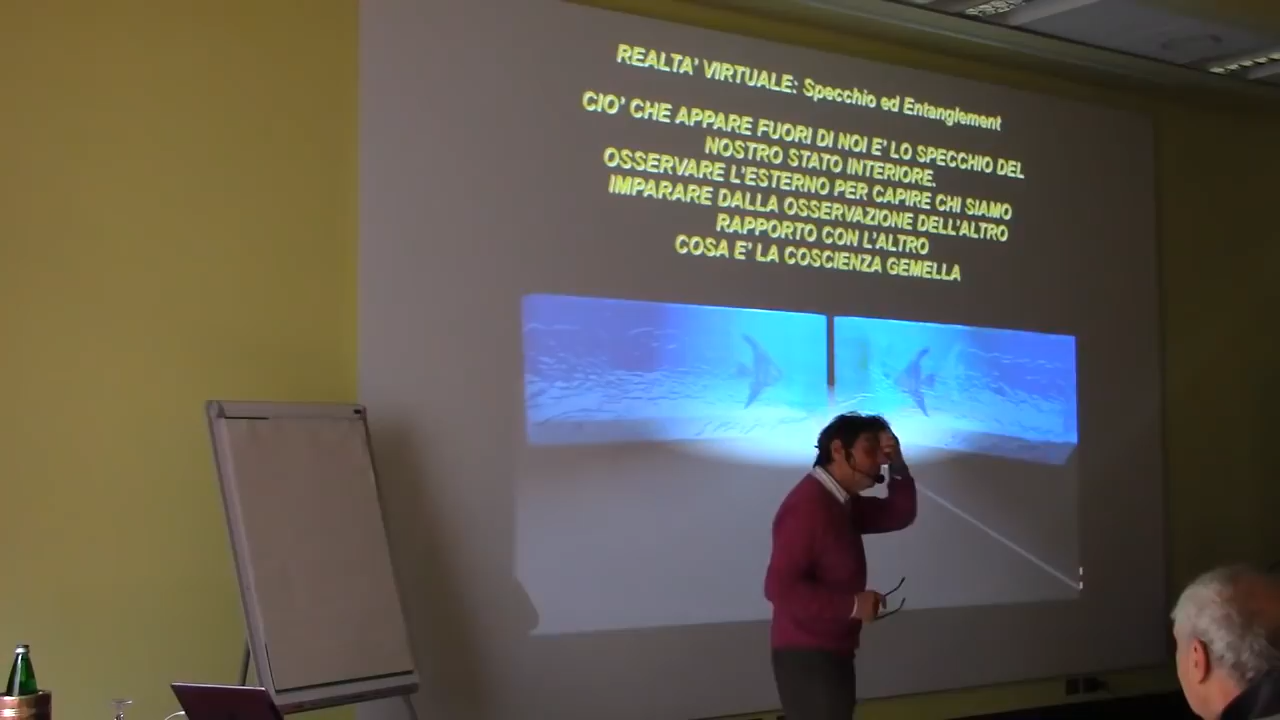 REALTA' VIRTUALE: Specchio ed Entanglement
CIO' CHE APPARE FUORI DI NOI E' LO SPECCHIO DEL
NOSTRO STATO INTERIORE.
OSSERVARE L'ESTERNO PER CAPIRE CHI SIAMO
IMPARARE DALLA OSSERVAZIONE DELL'ALTRO
RAPPORTO CON L'ALTRO
COSA E' LA COSCIENZA GEMELLA